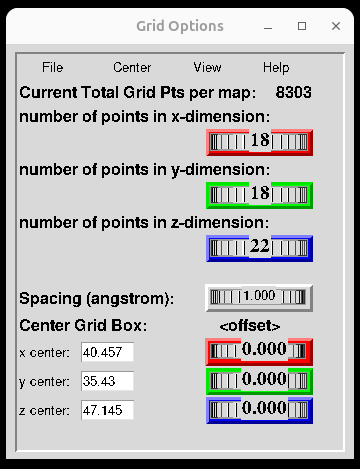 Grid Options
File Center View Help
Current Total Grid Pts per map: 8303
number of points in x-dimension:
18
number of points in y-dimension:
18
number of points in z-dimension:
22
Spacing (angstrom): 1.000
Center Grid Box: <offset>
x center: 40.457 0.000
y center: 35.43 0.000
z center: 47.145 0.000